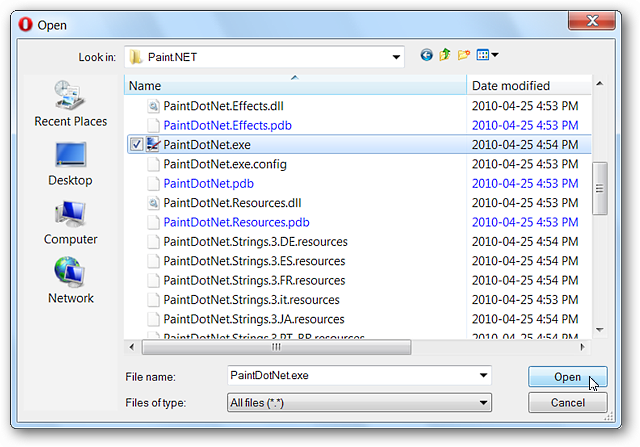 Open
Look in: Paint.NET
Name Date modified
PaintDotNet.Effects.dll 2010-04-25 4:53 PM
PaintDotNet.Effects.pdb 2010-04-25 4:53 PM
PaintDotNet.exe 2010-04-25 4:54 PM
PaintDotNet.exe.config 2010-04-25 4:53 PM
PaintDotNet.pdb 2010-04-25 4:54 PM
PaintDotNet.Resources.dll 2010-04-25 4:53 PM
PaintDotNet.Resources.pdb 2010-04-25 4:53 PM
PaintDotNet.Strings.3.DE.resources 2010-04-25 4:54 PM
PaintDotNet.Strings.3.ES.resources 2010-04-25 4:54 PM
PaintDotNet.Strings.3.FR.resources 2010-04-25 4:54 PM
PaintDotNet.Strings.3.it.resources 2010-04-25 4:53 PM
PaintDotNet.Strings.3.JA.resources 2010-04-25 4:54 PM
PaintDotNet.Strings.3.PT-BR.resources 2010-04-25 4:54 PM
Recent Places
Desktop
Computer
Network
File name: PaintDotNet.exe Open
Files of type: All files (*.*) Cancel